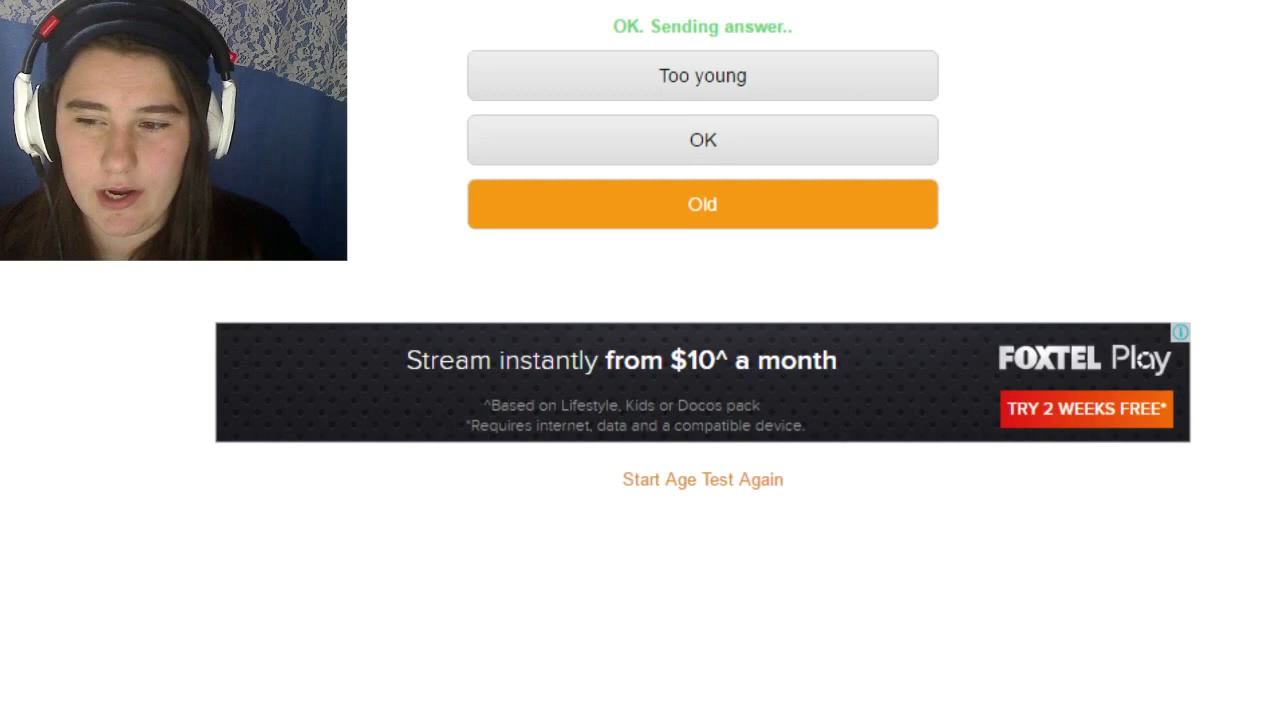 OK. Sending answer..
Too young
OK
Old
Stream instantly from $10^ a month
^Based on Lifestyle, Kids or Docos pack
*Requires internet, data and a compatible device.
FOXTEL Play
TRY 2 WEEKS FREE*
Start Age Test Again